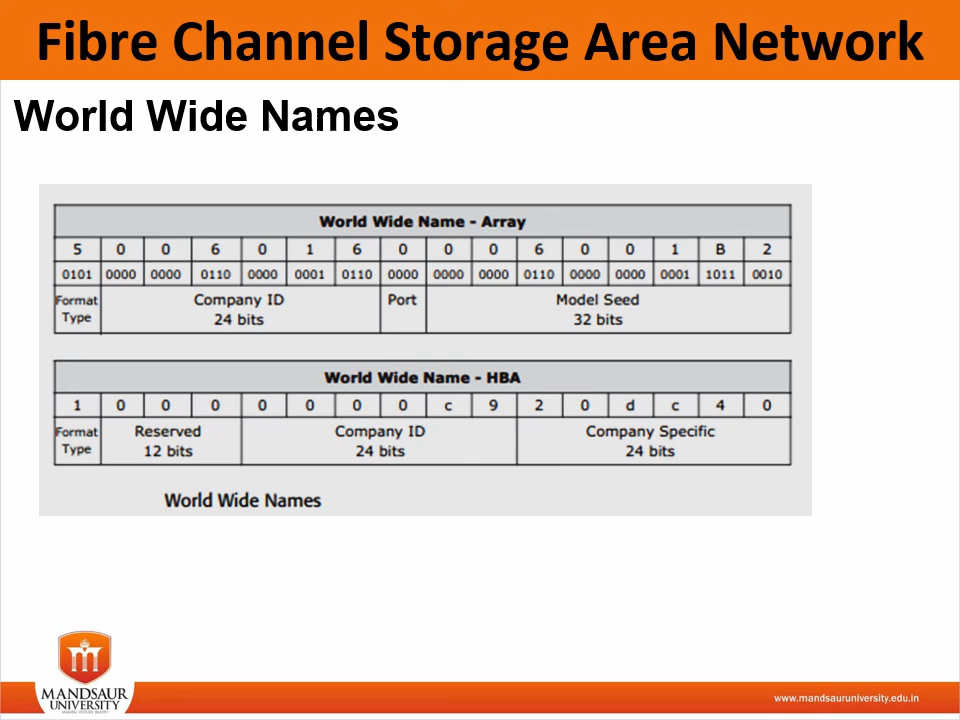 Fibre Channel Storage Area Network
World Wide Names
World Wide Name - Array
5 0 0 6 0 1 6 0 0 0 6 0 0 1 B 2
0101 0000 0000 0110 0000 0001 0110 0000 0000 0000 0110 0000 0000 0001 1011 0010
Format Type
Company ID
24 bits
Port
Model Seed
32 bits
World Wide Name - HBA
1 0 0 0 0 0 0 0 c 9 2 0 d c 4 0
Format Type
Reserved
12 bits
Company ID
24 bits
Company Specific
24 bits
World Wide Names
MANDSAUR
UNIVERSITY
www.mandsauruniversity.edu.in